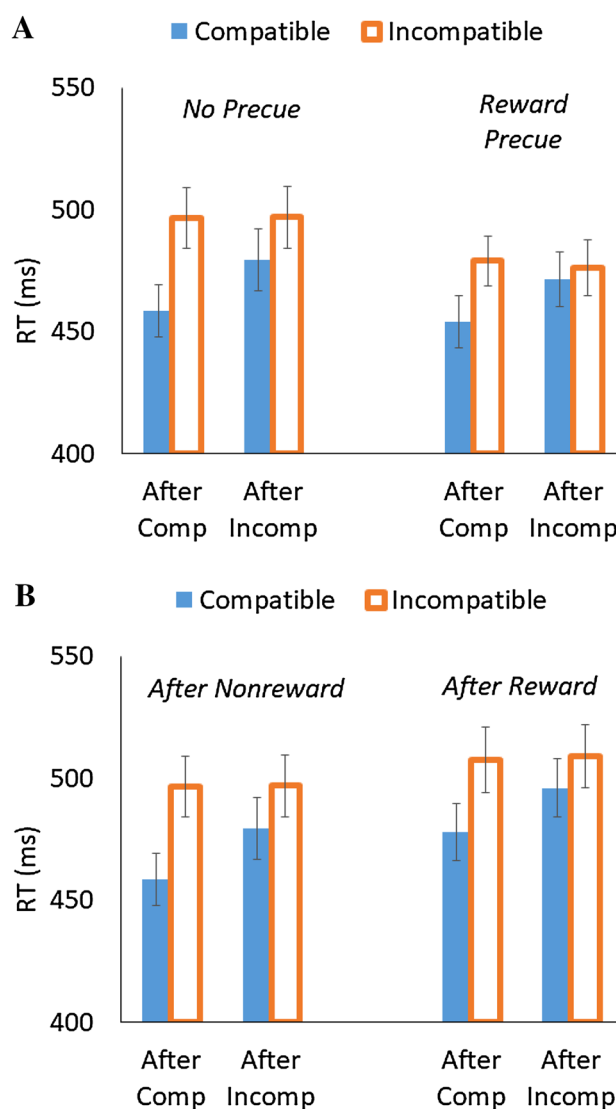 A
Compatible Incompatible
550
No Precue
Reward
Precue
500
RT (ms)
450
400
After
Comp
After
Incomp
After
Comp
After
Incomp
B
Compatible Incompatible
550
After Nonreward
After Reward
500
RT (ms)
450
400
After
Comp
After
Incomp
After
Comp
After
Incomp